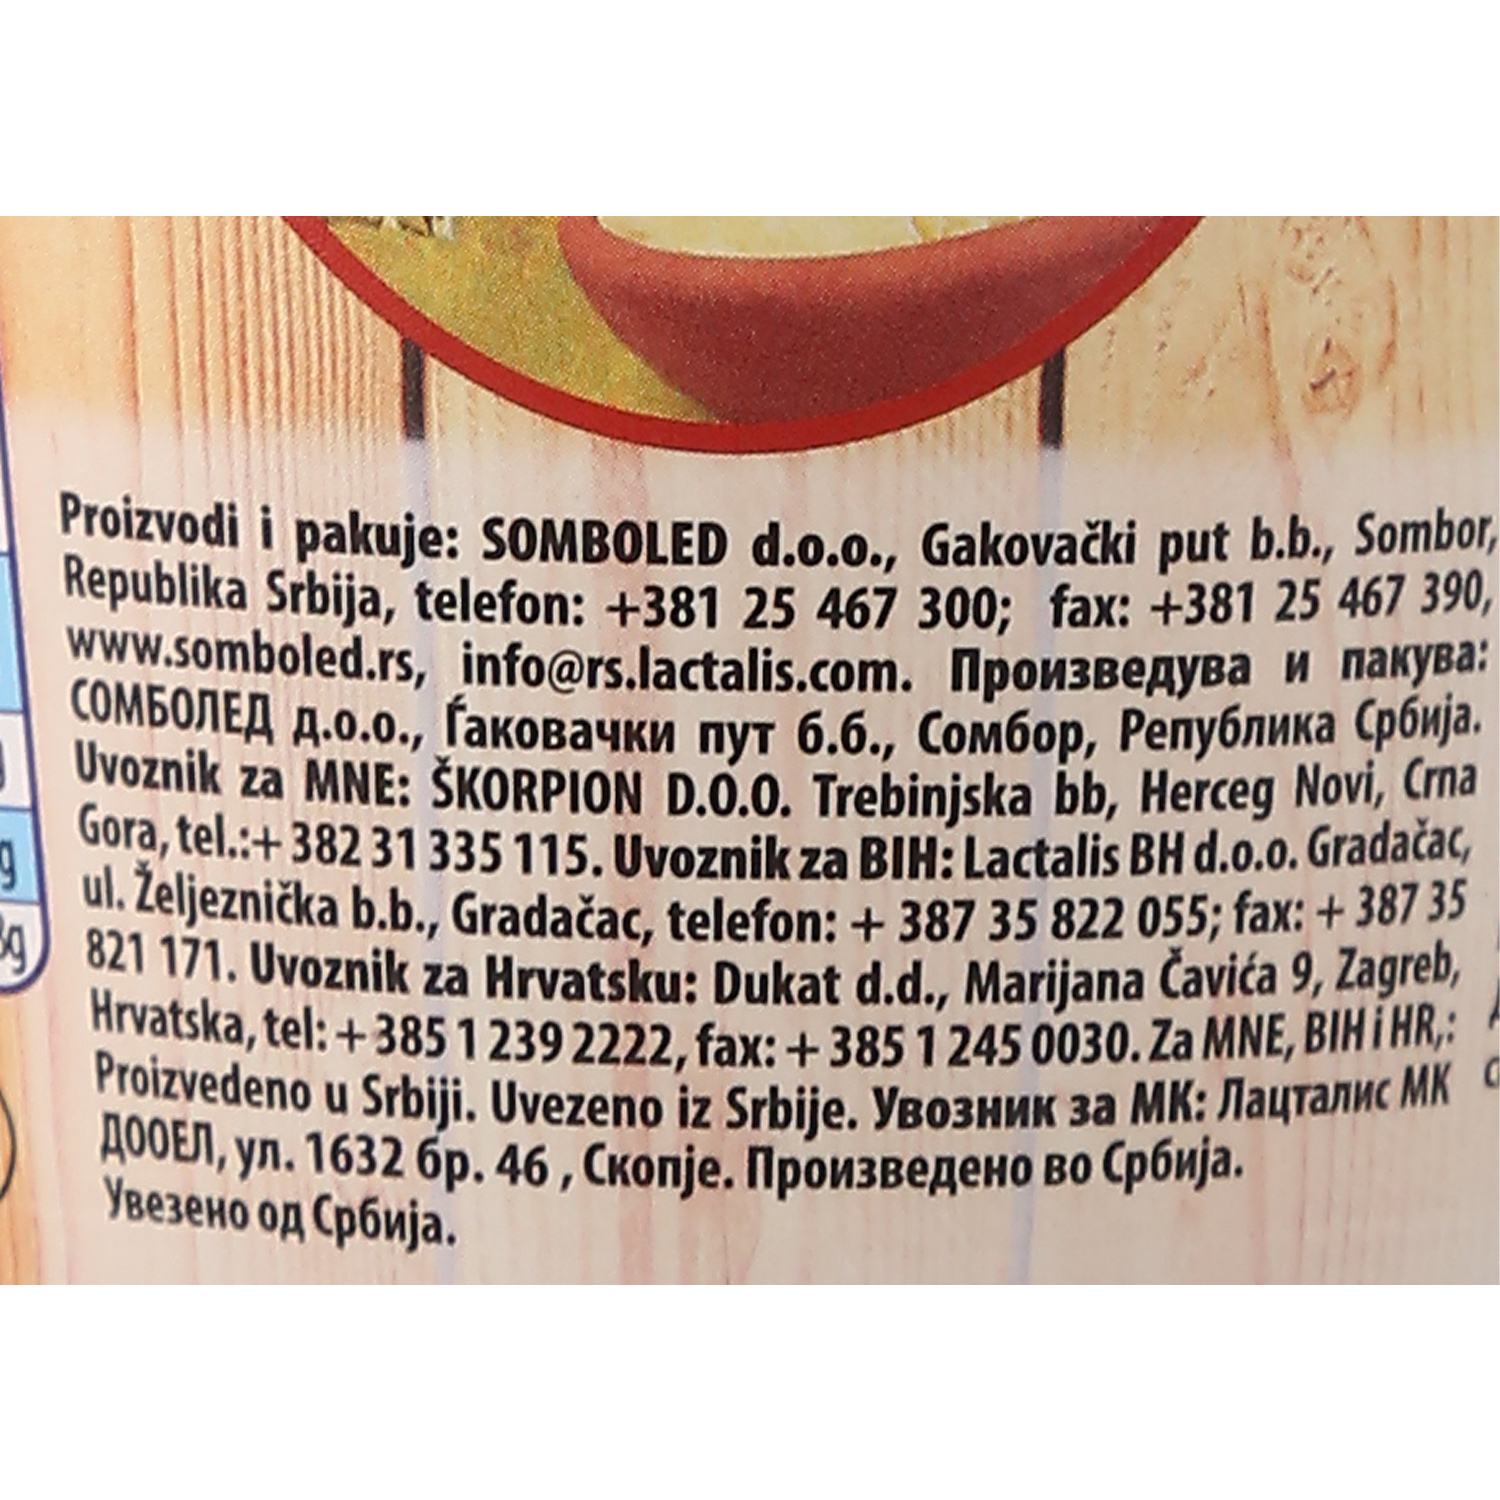 Proizvodi i pakuje: SOMBOLED d.o.o., Gakovački put b.b., Sombor,
Republika Srbija, telefon: +381 25 467 300; fax: +381 25 467 390,
www.somboled.rs, info@rs.lactalis.com. Произведува и пакува:
СОМБОЛЕД д.о.о., Ѓаковачки пут б.б., Сомбор, Република Србија.
Uvoznik za MNE: ŠKORPION D.O.O. Trebinjska bb, Herceg Novi, Crna
Gora, tel.:+ 382 31 335 115. Uvoznik za BIH: Lactalis BH d.o.o. Gradačac,
ul. Željeznička b.b., Gradačac, telefon: + 387 35 822 055; fax: + 387 35
821 171. Uvoznik za Hrvatsku: Dukat d.d., Marijana Čavića 9, Zagreb,
Hrvatska, tel: + 385 1 239 2222, fax: + 385 1 245 0030. Za MNE, BIH i HR,:
Proizvedeno u Srbiji. Uvezeno iz Srbije. Увозник за МК: Лацталис МК
ДООЕЛ, ул. 1632 бр. 46 , Скопје. Произведено во Србија.
Увезено од Србија.